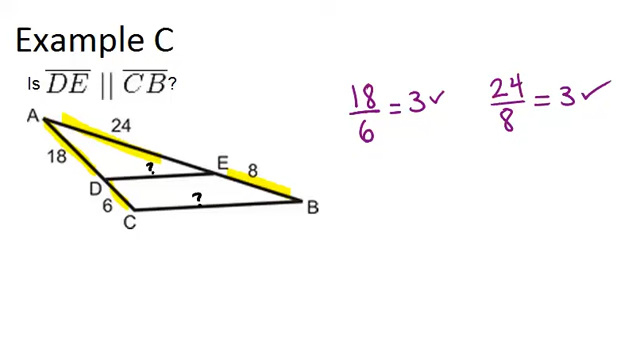 Example C
Is DE || CB?
18/6 = 3 ✓
24/8 = 3 ✓
A
24
18
?
E
8
D
6
?
C
B